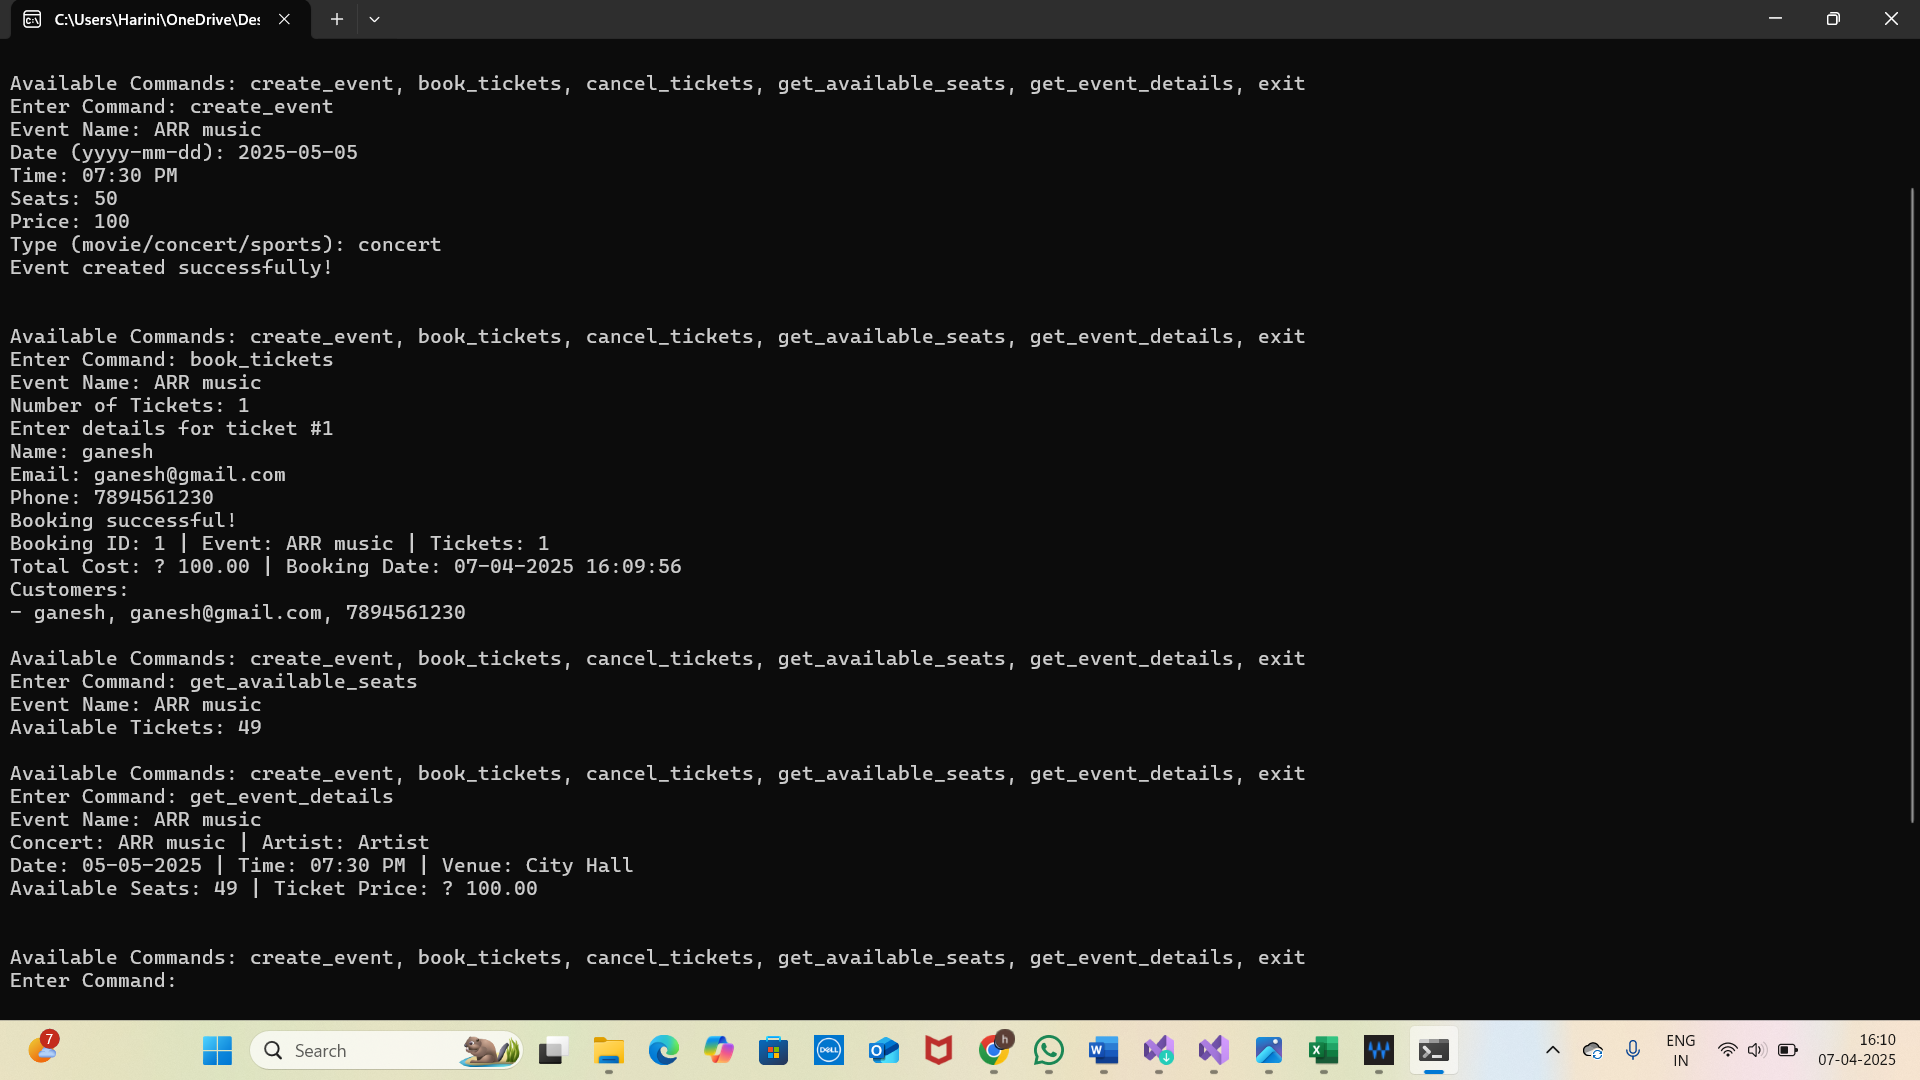 C:\Users\Harini\OneDrive\Des
Available Commands: create_event, book_tickets, cancel_tickets, get_available_seats, get_event_details, exit
Enter Command: create_event
Event Name: ARR music
Date (yyyy-mm-dd): 2025-05-05
Time: 07:30 PM
Seats: 50
Price: 100
Type (movie/concert/sports): concert
Event created successfully!
Available Commands: create_event, book_tickets, cancel_tickets, get_available_seats, get_event_details, exit
Enter Command: book_tickets
Event Name: ARR music
Number of Tickets: 1
Enter details for ticket #1
Name: ganesh
Email: ganesh@gmail.com
Phone: 7894561230
Booking successful!
Booking ID: 1 | Event: ARR music | Tickets: 1
Total Cost: ? 100.00 | Booking Date: 07-04-2025 16:09:56
Customers:
- ganesh, ganesh@gmail.com, 7894561230
Available Commands: create_event, book_tickets, cancel_tickets, get_available_seats, get_event_details, exit
Enter Command: get_available_seats
Event Name: ARR music
Available Tickets: 49
Available Commands: create_event, book_tickets, cancel_tickets, get_available_seats, get_event_details, exit
Enter Command: get_event_details
Event Name: ARR music
Concert: ARR music | Artist: Artist
Date: 05-05-2025 | Time: 07:30 PM | Venue: City Hall
Available Seats: 49 | Ticket Price: ? 100.00
Available Commands: create_event, book_tickets, cancel_tickets, get_available_seats, get_event_details, exit
Enter Command:
7
Search
DELL
h
ENG
IN
16:10
07-04-2025